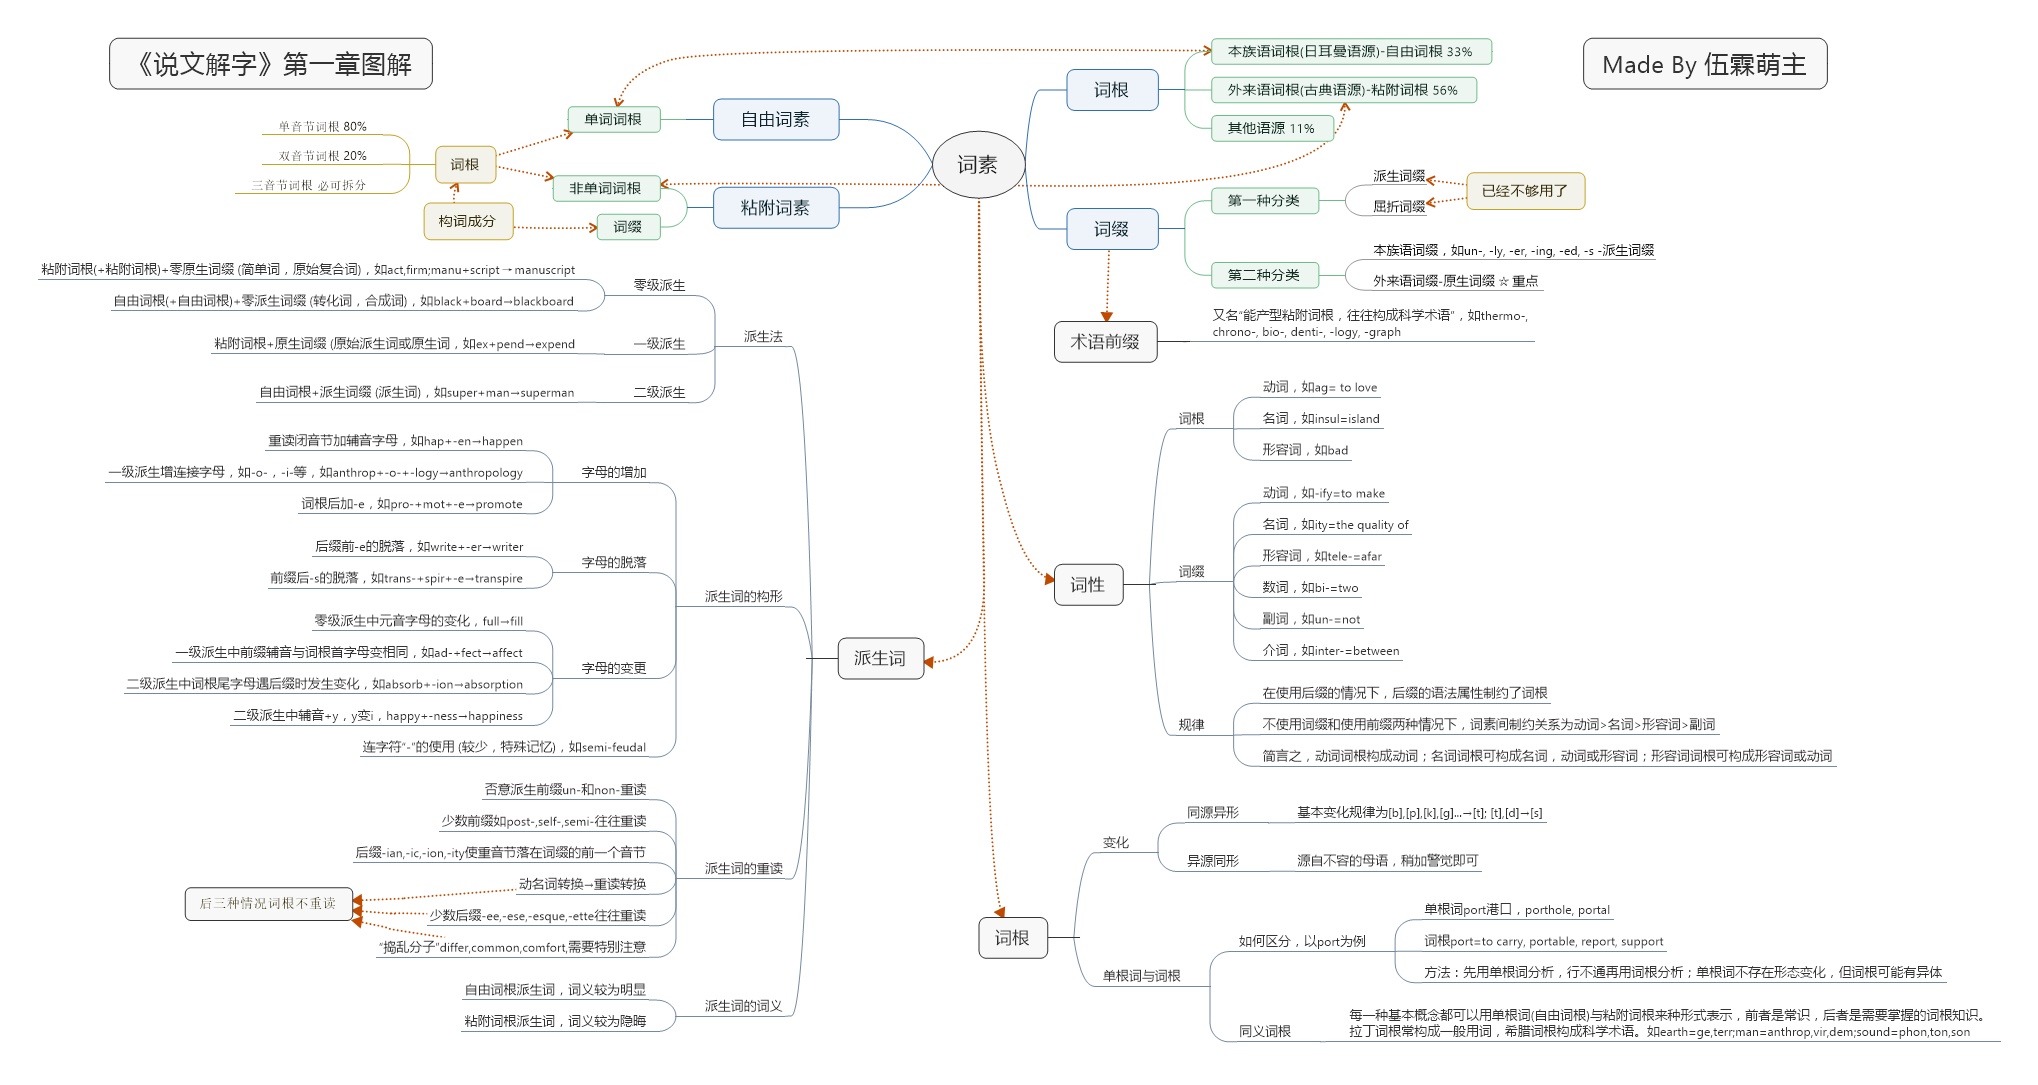 《说文解字》第一章图解
Made By 伍霖萌主
词素
自由词素
单词词根
粘附词素
非单词词根
词缀
词根
单音节词根 80%
双音节词根 20%
三音节词根 必可拆分
构词成分
词根
本族语词根(日耳曼语源)-自由词根 33%
外来语词根(古典语源)-粘附词根 56%
其他语源 11%
词缀
第一种分类
派生词缀
屈折词缀
已经不够用了
第二种分类
本族语词缀，如un-, -ly, -er, -ing, -ed, -s -派生词缀
外来语词缀-原生词缀 ☆ 重点
术语前缀
又名“能产型粘附词根，往往构成科学术语”，如thermo-,
chrono-, bio-, denti-, -logy, -graph
派生词
派生法
零级派生
粘附词根(+粘附词根)+零原生词缀 (简单词，原始复合词)，如act,firm;manu+script→manuscript
自由词根(+自由词根)+零派生词缀 (转化词，合成词)，如black+board→blackboard
一级派生
粘附词根+原生词缀 (原始派生词或原生词，如ex+pend→expend
二级派生
自由词根+派生词缀 (派生词)，如super+man→superman
派生词的构形
字母的增加
重读闭音节加辅音字母，如hap+-en→happen
一级派生增连接字母，如-o-，-i-等，如anthrop+-o-+-logy→anthropology
词根后加-e，如pro-+mot+-e→promote
字母的脱落
后缀前-e的脱落，如write+-er→writer
前缀后-s的脱落，如trans-+spir+-e→transpire
字母的变更
零级派生中元音字母的变化，full→fill
一级派生中前缀辅音与词根首字母变相同，如ad-+fect→affect
二级派生中词根尾字母遇后缀时发生变化，如absorb+-ion→absorption
二级派生中辅音+y，y变i，happy+-ness→happiness
连字符“-”的使用 (较少，特殊记忆)，如semi-feudal
派生词的重读
否意派生前缀un-和non-重读
少数前缀如post-,self-,semi-往往重读
后缀-ian,-ic,-ion,-ity使重音节落在词缀的前一个音节
动名词转换→重读转换
少数后缀-ee,-ese,-esque,-ette往往重读
“捣乱分子”differ,common,comfort,需要特别注意
后三种情况词根不重读
派生词的词义
自由词根派生词，词义较为明显
粘附词根派生词，词义较为隐晦
词性
词根
动词，如ag= to love
名词，如insul=island
形容词，如bad
词缀
动词，如-ify=to make
名词，如ity=the quality of
形容词，如tele-=afar
数词，如bi-=two
副词，如un-=not
介词，如inter-=between
规律
在使用后缀的情况下，后缀的语法属性制约了词根
不使用词缀和使用前缀两种情况下，词素间制约关系为动词>名词>形容词>副词
简言之，动词词根构成动词；名词词根可构成名词，动词或形容词；形容词词根可构成形容词或动词
词根
变化
同源异形
基本变化规律为[b],[p],[k],[g]...→[t]; [t],[d]→[s]
异源同形
源自不容的母语，稍加警觉即可
单根词与词根
如何区分，以port为例
单根词port港口，porthole, portal
词根port=to carry, portable, report, support
方法：先用单根词分析，行不通再用词根分析；单根词不存在形态变化，但词根可能有异体
同义词根
每一种基本概念都可以用单根词(自由词根)与粘附词根来种形式表示，前者是常识，后者是需要掌握的词根知识。
拉丁词根常构成一般用词，希腊词根构成科学术语。如earth=ge,terr;man=anthrop,vir,dem;sound=phon,ton,son